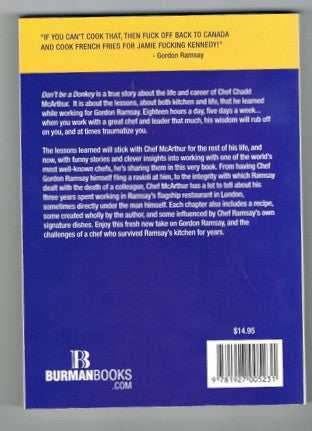 "IF YOU CAN'T COOK THAT, THEN FUCK OFF BACK TO CANADA
AND COOK FRENCH FRIES FOR JAMIE FUCKING KENNEDY!"
- Gordon Ramsay
Don't be a Donkey is a true story about the life and career of Chef Chadd
McArthur. It is about the lessons, about both kitchen and life, that he learned
while working for Gordon Ramsay. Eighteen hours a day, five days a week...
when you work with a great chef and leader that much, his wisdom will rub off
on you, and at times traumatize you.
The lessons learned will stick with Chef McArthur for the rest of his life, and
now, with funny stories and clever insights into working with one of the world's
most well-known chefs, he's sharing them in this very book. From having Chef
Gordon Ramsay himself fling a ravioli at him, to the integrity with which Ramsay
dealt with the death of a colleague, Chef McArthur has a lot to tell about his
three years spent working in Ramsay's flagship restaurant in London,
sometimes directly under the man himself. Each chapter also includes a recipe,
some created wholly by the author, and some influenced by Chef Ramsay's own
signature dishes. Enjoy this fresh new take on Gordon Ramsay, and the
challenges of a chef who survived Ramsay's kitchen for years.
$14.95
B
BURMANBOOKS
.COM
9 781927 005231